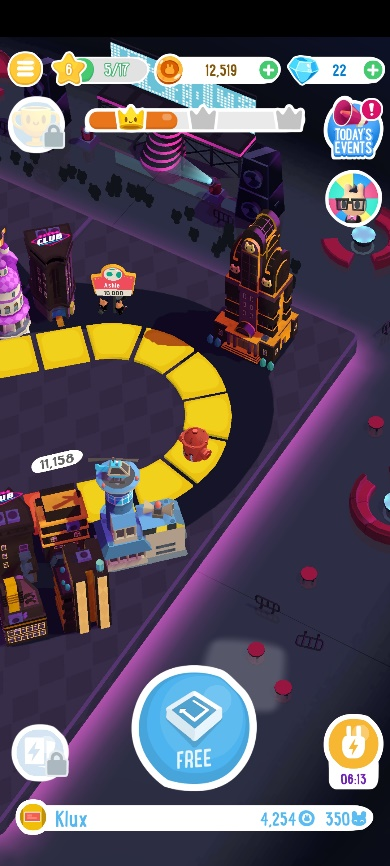 6
5/17
12,519
22
TODAY'S
EVENTS
CLUB
Askie
10,000
11,158
FREE
06:13
Klux
4,254
350